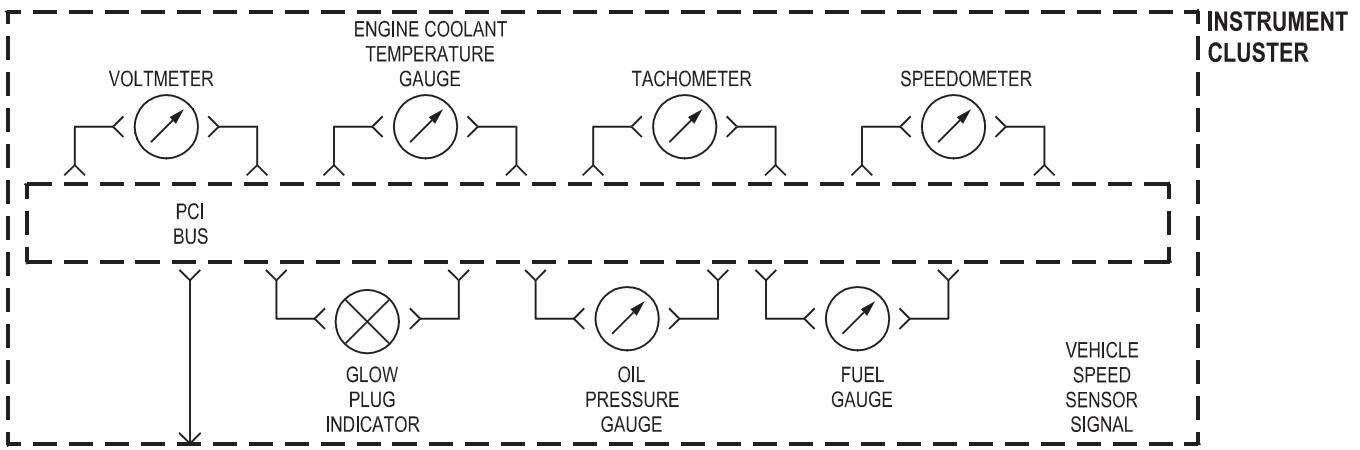 INSTRUMENT
CLUSTER
ENGINE COOLANT
TEMPERATURE
GAUGE
VOLTMETER
TACHOMETER
SPEEDOMETER
PCI
BUS
GLOW
PLUG
INDICATOR
OIL
PRESSURE
GAUGE
FUEL
GAUGE
VEHICLE
SPEED
SENSOR
SIGNAL